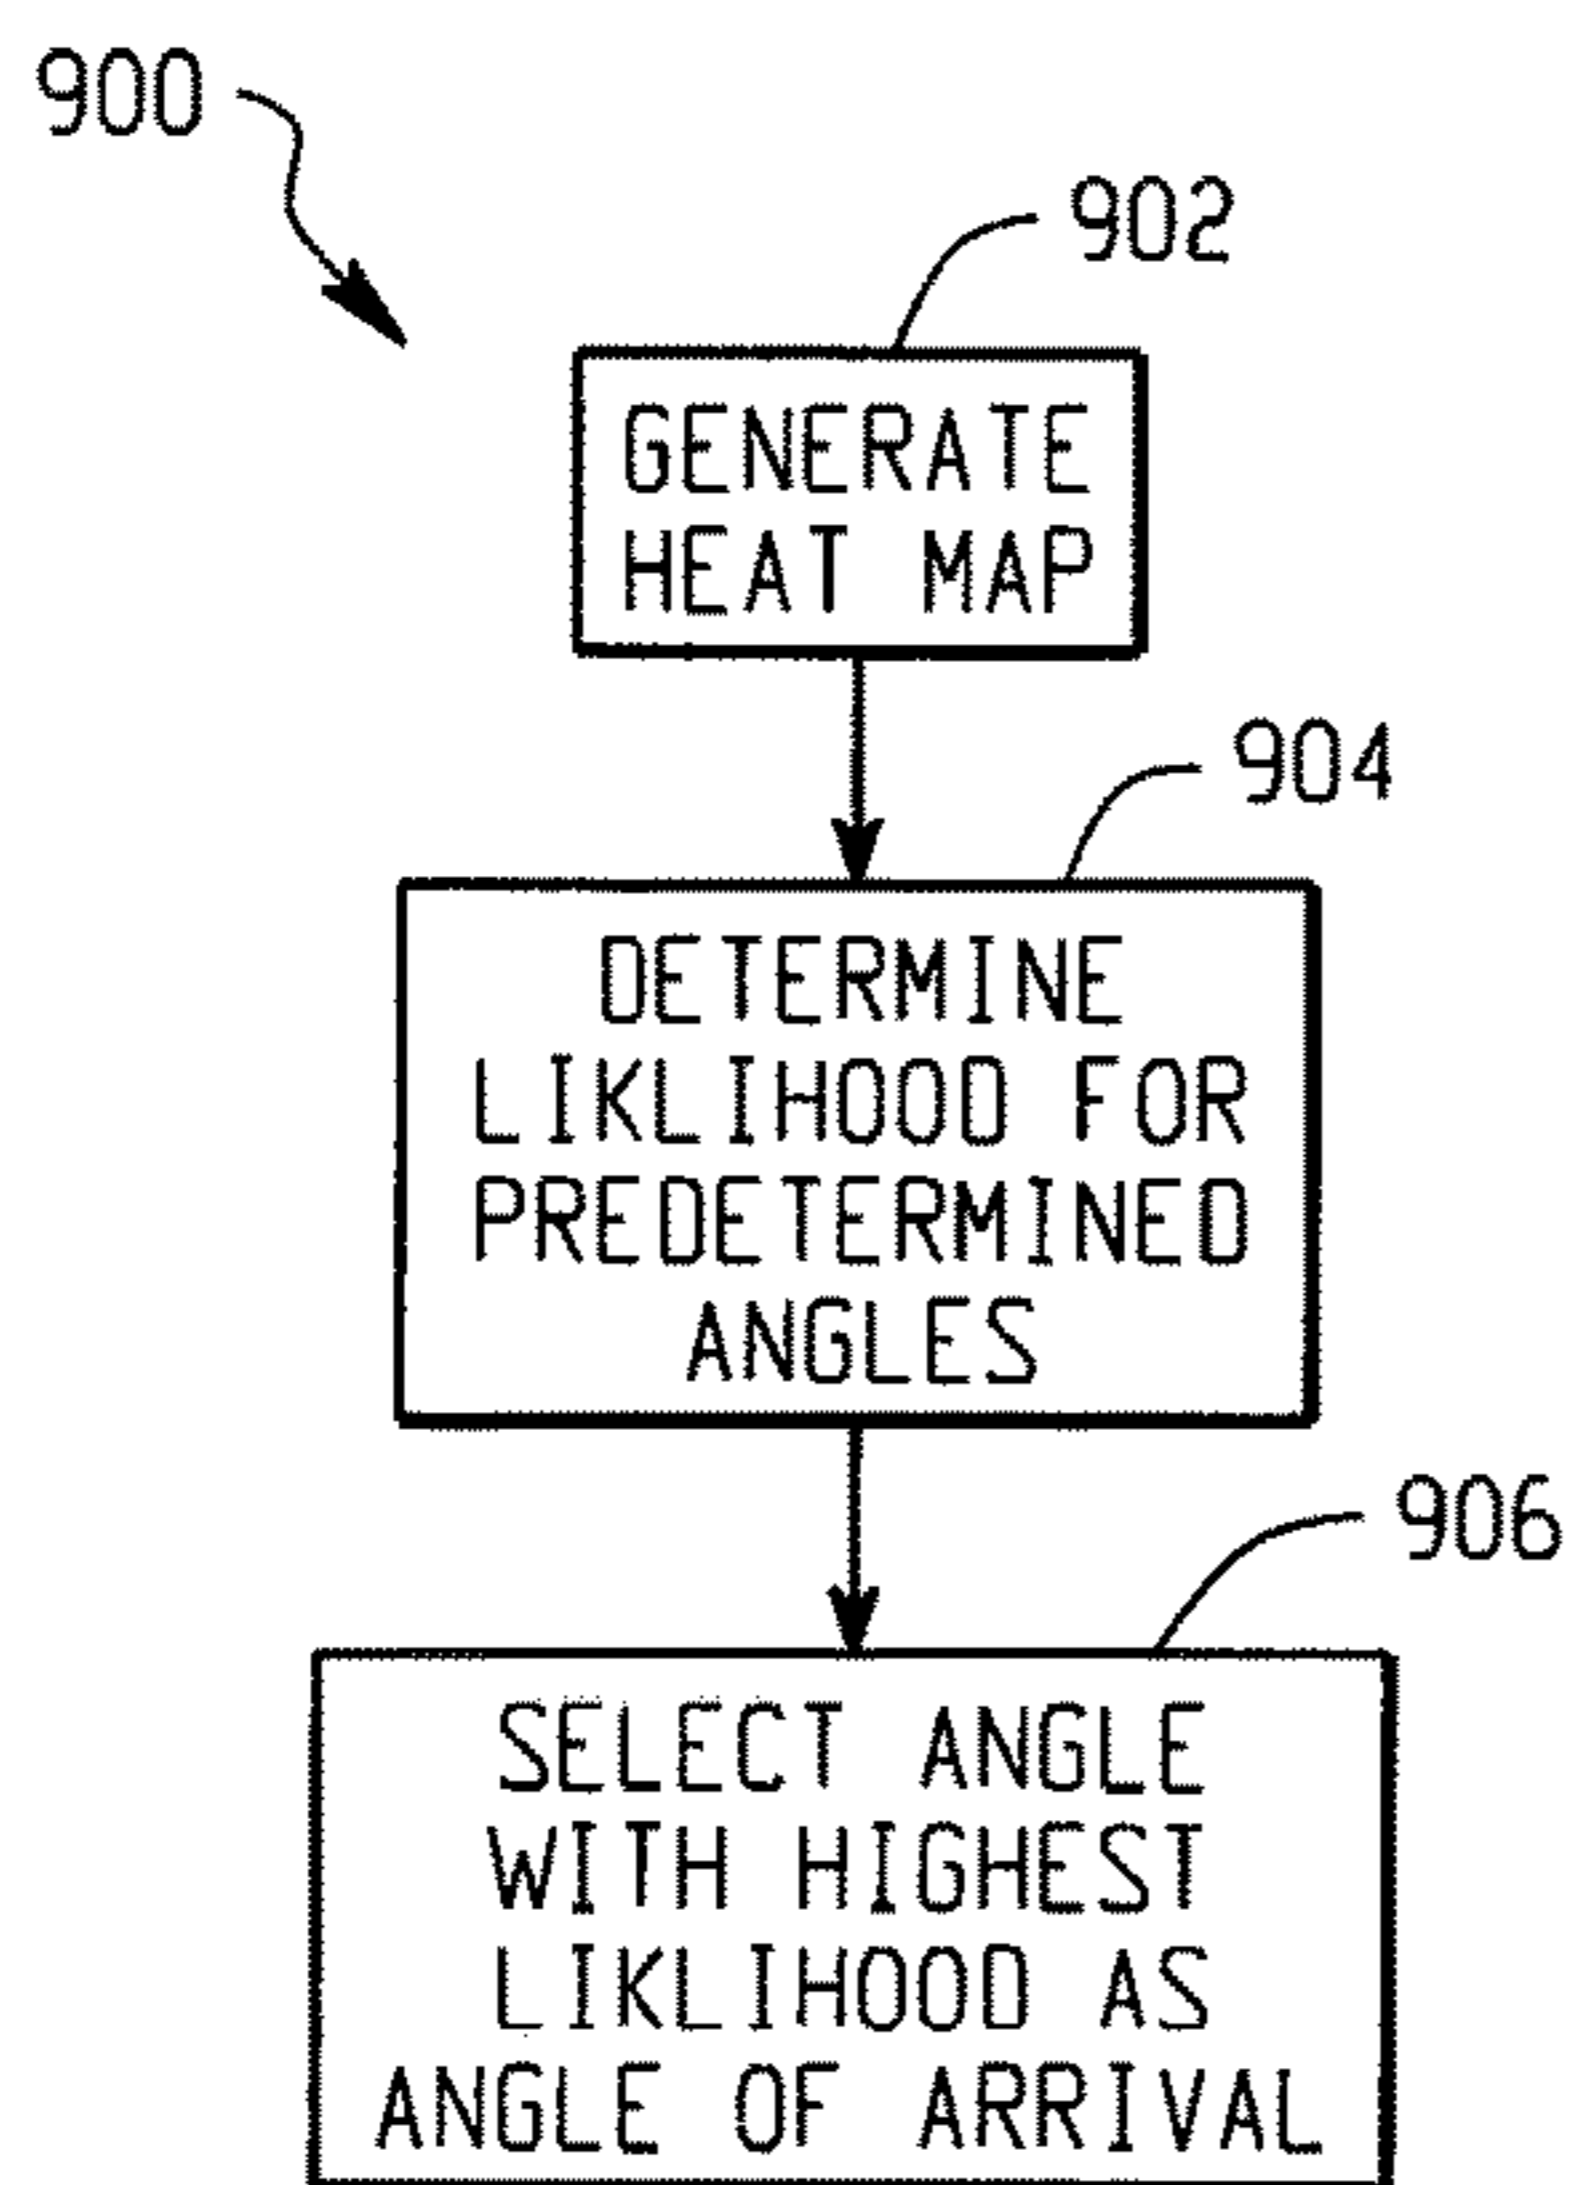 900
902
GENERATE
HEAT MAP
904
DETERMINE
LIKLIHOOD FOR
PREDETERMINED
ANGLES
906
SELECT ANGLE
WITH HIGHEST
LIKLIHOOD AS
ANGLE OF ARRIVAL